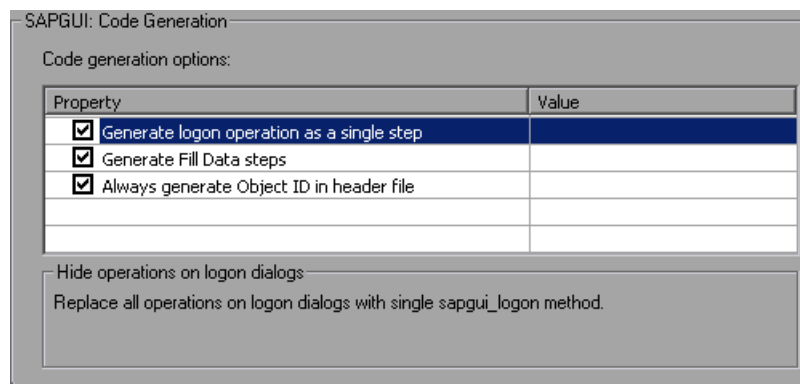 SAPGUI: Code Generation
Code generation options:
Property Value
Generate logon operation as a single step
Generate Fill Data steps
Always generate Object ID in header file
Hide operations on logon dialogs
Replace all operations on logon dialogs with single sapgui_logon method.